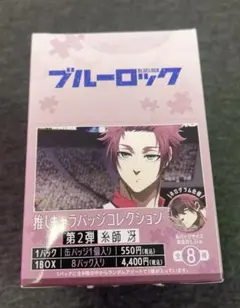 ブルーロック
BLUELOCK
推しキャラバッジコレクション
第2弾 糸師 冴
1パック 缶バッジ1個入り 550円(税込)
1BOX 8パック入り 4,400円(税込)
全8種